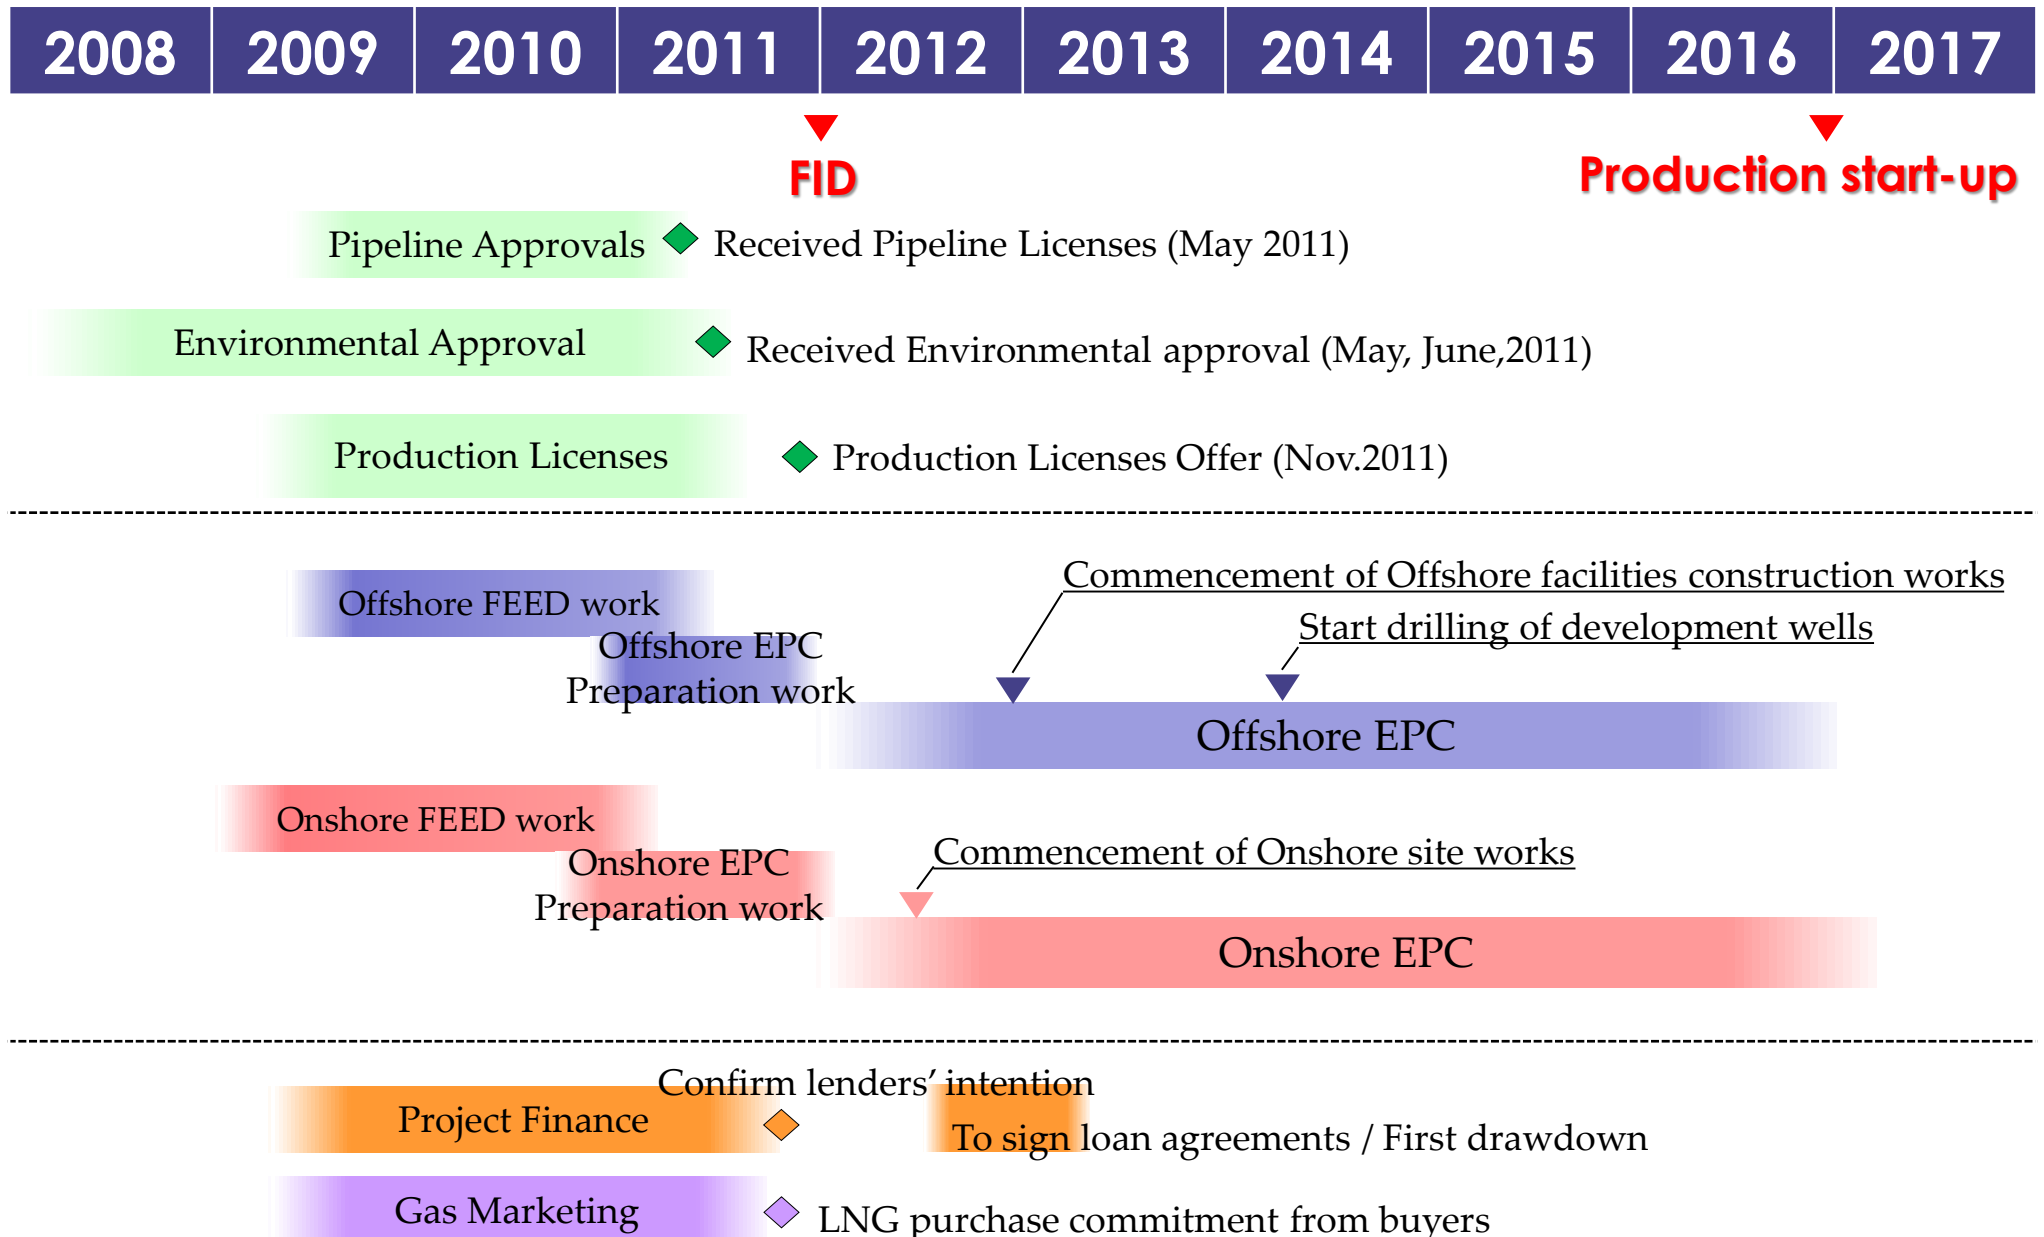 2008 2009 2010 2011 2012 2013 2014 2015 2016 2017
FID
Production start-up
Pipeline Approvals
Received Pipeline Licenses (May 2011)
Environmental Approval
Received Environmental approval (May, June,2011)
Production Licenses
Production Licenses Offer (Nov.2011)
Commencement of Offshore facilities construction works
Offshore FEED work
Start drilling of development wells
Offshore EPC
Preparation work
Offshore EPC
Onshore FEED work
Commencement of Onshore site works
Onshore EPC
Preparation work
Onshore EPC
Confirm lenders’ intention
Project Finance
To sign loan agreements / First drawdown
Gas Marketing
LNG purchase commitment from buyers